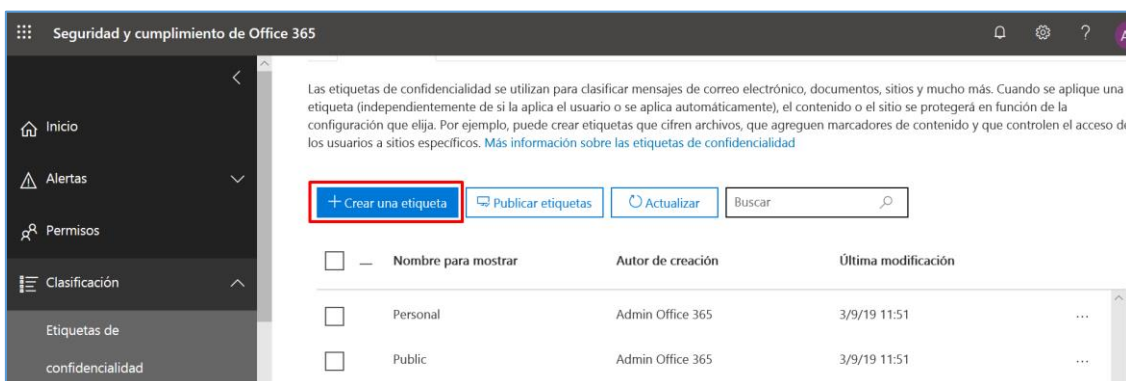 Seguridad y cumplimiento de Office 365
?
Inicio
Alertas
Permisos
Clasificación
Etiquetas de
confidencialidad
Las etiquetas de confidencialidad se utilizan para clasificar mensajes de correo electrónico, documentos, sitios y mucho más. Cuando se aplique una
etiqueta (independientemente de si la aplica el usuario o se aplica automáticamente), el contenido o el sitio se protegerá en función de la
configuración que elija. Por ejemplo, puede crear etiquetas que cifren archivos, que agreguen marcadores de contenido y que controlen el acceso de
los usuarios a sitios específicos. Más información sobre las etiquetas de confidencialidad
+ Crear una etiqueta Publicar etiquetas Actualizar Buscar
Nombre para mostrar Autor de creación Última modificación
Personal Admin Office 365 3/9/19 11:51 ...
Public Admin Office 365 3/9/19 11:51 ...